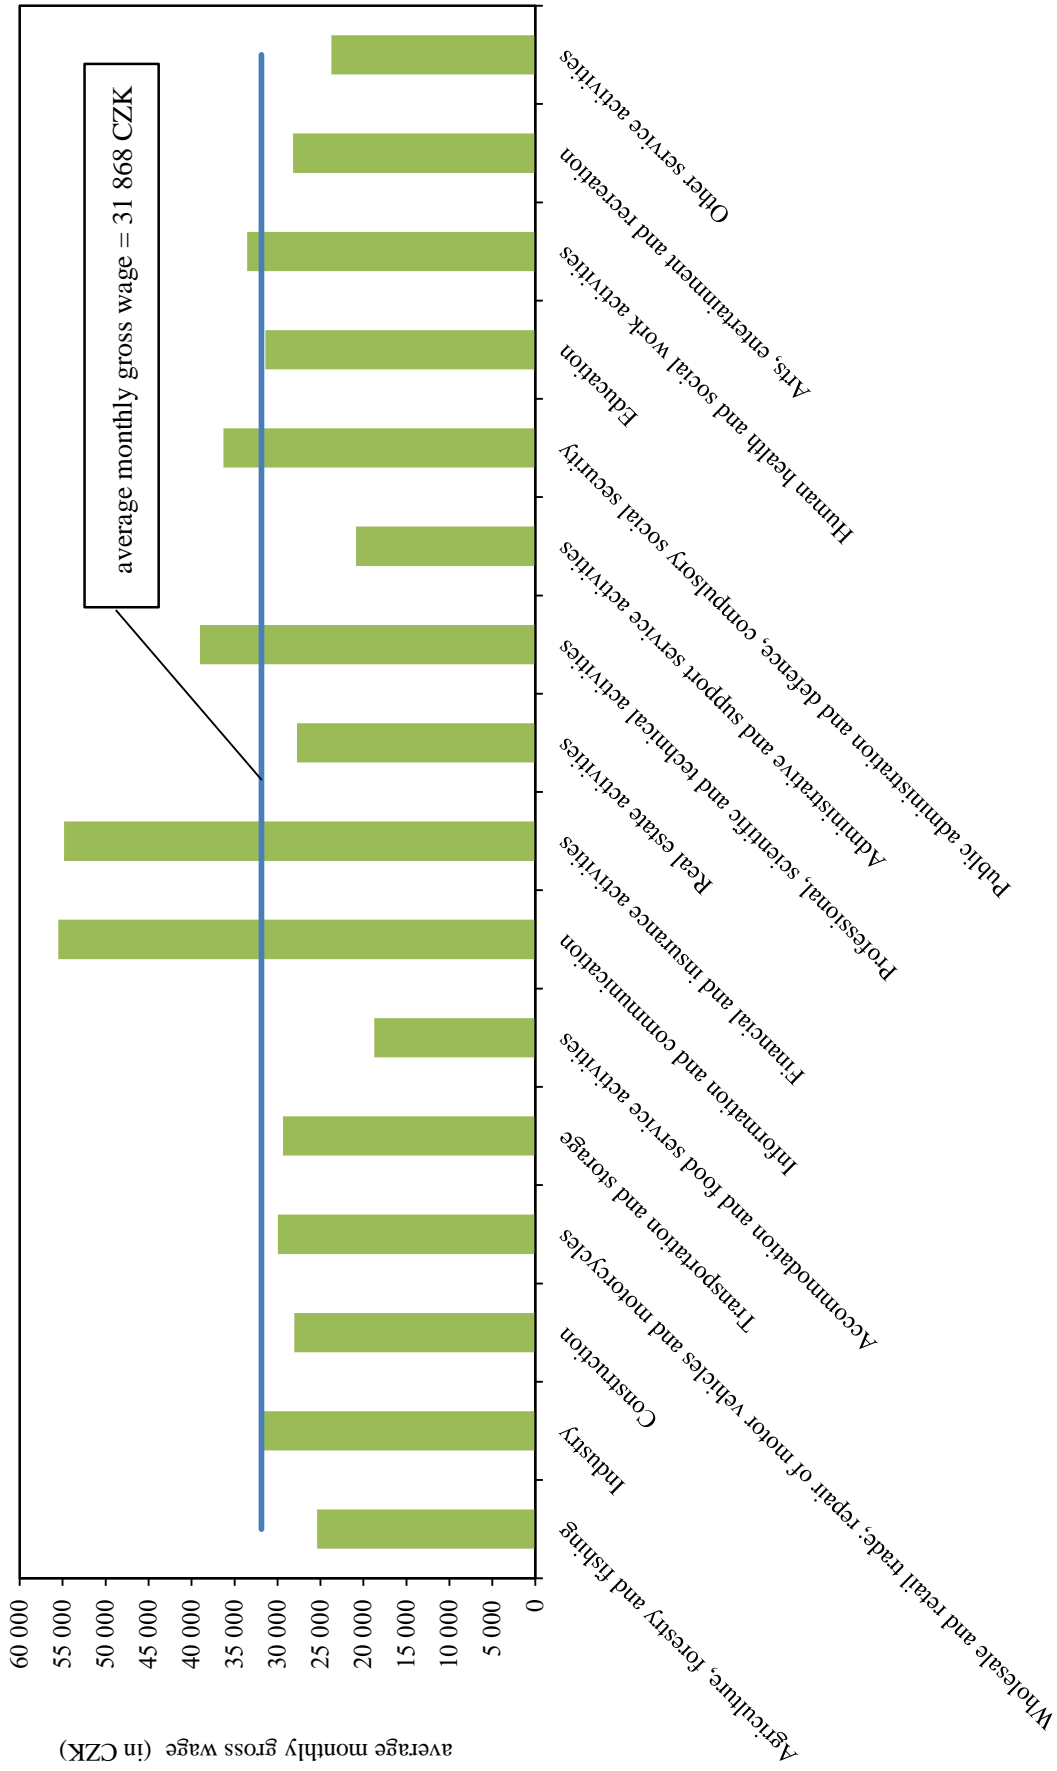 average monthly gross wage (in CZK)
60 000
55 000
50 000
45 000
40 000
35 000
30 000
25 000
20 000
15 000
10 000
5 000
0
average monthly gross wage = 31 868 CZK
Agriculture, forestry and fishing
Industry
Construction
Wholesale and retail trade; repair of motor vehicles and motorcycles
Transportation and storage
Accommodation and food service activities
Information and communication
Financial and insurance activities
Real estate activities
Professional, scientific and technical activities
Administrative and support service activities
Public administration and defence, compulsory social security
Education
Human health and social work activities
Arts, entertainment and recreation
Other service activities